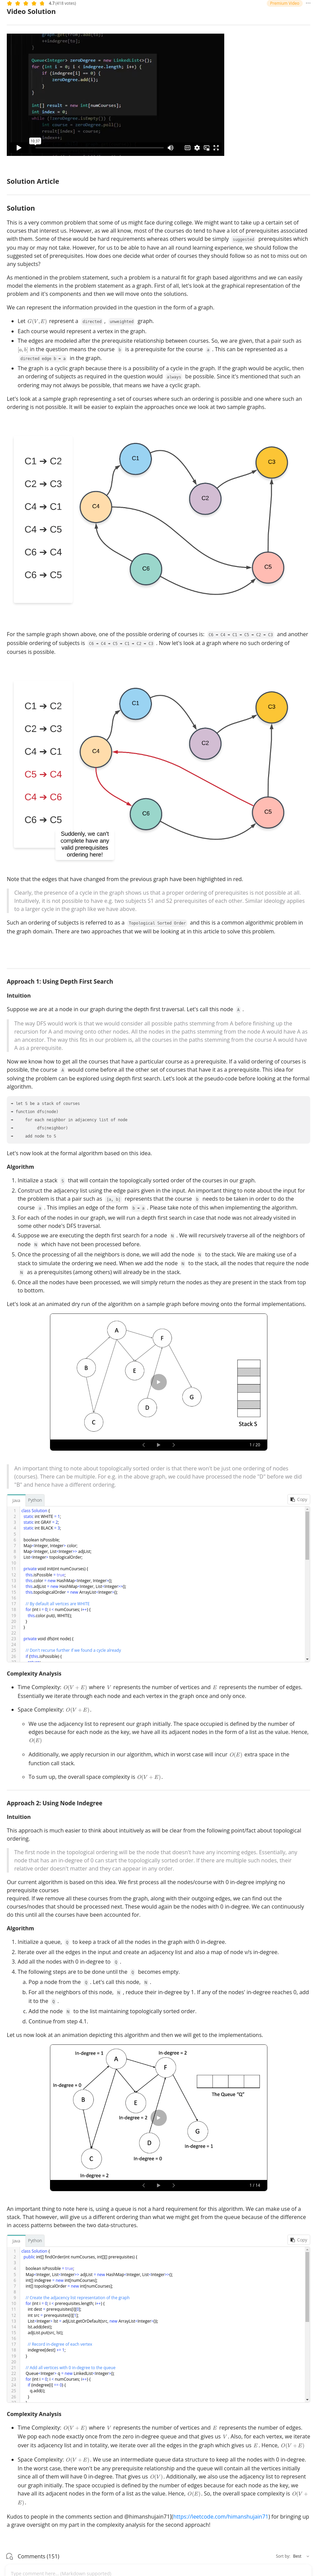 4.7 (418 votes)
Premium Video
Video Solution
Queue<Integer> zeroDegree = new LinkedList<>();
for (int i = 0; i < indegree.length; i++) {
if (indegree[i] == 0) {
zeroDegree.add(i);
}
}
int[] result = new int[numCourses];
int index = 0;
Solution Article
Solution
This is a very common problem that some of us might face during college. We might want to take up a certain set of
courses that interest us. However, as we all know, most of the courses do tend to have a lot of prerequisites associated
with them. Some of these would be hard requirements whereas others would be simply suggested prerequisites which
you may or may not take. However, for us to be able to have an all round learning experience, we should follow the
suggested set of prerequisites. How does one decide what order of courses they should follow so as not to miss out on
any subjects?
As mentioned in the problem statement, such a problem is a natural fit for graph based algorithms and we can easily
model the elements in the problem statement as a graph. First of all, let's look at the graphical representation of the
problem and it's components and then we will move onto the solutions.
We can represent the information provided in the question in the form of a graph.
• Let G(V, E) represent a directed , unweighted graph.
• Each course would represent a vertex in the graph.
• The edges are modeled after the prerequisite relationship between courses. So, we are given, that a pair such as
[a, b] in the question means the course b is a prerequisite for the course a . This can be represented as a
directed edge b ➔ a in the graph.
• The graph is a cyclic graph because there is a possibility of a cycle in the graph. If the graph would be acyclic, then
an ordering of subjects as required in the question would always be possible. Since it's mentioned that such an
ordering may not always be possible, that means we have a cyclic graph.
Let's look at a sample graph representing a set of courses where such an ordering is possible and one where such an
ordering is not possible. It will be easier to explain the approaches once we look at two sample graphs.
C1 ➔ C2
C2 ➔ C3
C4 ➔ C1
C4 ➔ C5
C6 ➔ C4
C6 ➔ C5
C1
C3
C2
C4
C6
C5
For the sample graph shown above, one of the possible ordering of courses is: C6 ➔ C4 ➔ C1 ➔ C5 ➔ C2 ➔ C3 and another
possible ordering of subjects is C6 ➔ C4 ➔ C5 ➔ C1 ➔ C2 ➔ C3 . Now let's look at a graph where no such ordering of
courses is possible.
C1 ➔ C2
C2 ➔ C3
C4 ➔ C1
C5 ➔ C4
C4 ➔ C6
C6 ➔ C5
C1
C3
C2
C4
C6
C5
Suddenly, we can't
complete have any
valid prerequisites
ordering here!
Note that the edges that have changed from the previous graph have been highlighted in red.
Clearly, the presence of a cycle in the graph shows us that a proper ordering of prerequisites is not possible at all.
Intuitively, it is not possible to have e.g. two subjects S1 and S2 prerequisites of each other. Similar ideology applies
to a larger cycle in the graph like we have above.
Such an ordering of subjects is referred to as a Topological Sorted Order and this is a common algorithmic problem in
the graph domain. There are two approaches that we will be looking at in this article to solve this problem.
Approach 1: Using Depth First Search
Intuition
Suppose we are at a node in our graph during the depth first traversal. Let's call this node A .
The way DFS would work is that we would consider all possible paths stemming from A before finishing up the
recursion for A and moving onto other nodes. All the nodes in the paths stemming from the node A would have A as
an ancestor. The way this fits in our problem is, all the courses in the paths stemming from the course A would have
A as a prerequisite.
Now we know how to get all the courses that have a particular course as a prerequisite. If a valid ordering of courses is
possible, the course A would come before all the other set of courses that have it as a prerequisite. This idea for
solving the problem can be explored using depth first search. Let's look at the pseudo-code before looking at the formal
algorithm.
➔ let S be a stack of courses
➔ function dfs(node)
➔ for each neighbor in adjacency list of node
➔ dfs(neighbor)
➔ add node to S
Let's now look at the formal algorithm based on this idea.
Algorithm
1. Initialize a stack S that will contain the topologically sorted order of the courses in our graph.
2. Construct the adjacency list using the edge pairs given in the input. An important thing to note about the input for
the problem is that a pair such as [a, b] represents that the course b needs to be taken in order to do the
course a . This implies an edge of the form b ➔ a . Please take note of this when implementing the algorithm.
3. For each of the nodes in our graph, we will run a depth first search in case that node was not already visited in
some other node's DFS traversal.
4. Suppose we are executing the depth first search for a node N . We will recursively traverse all of the neighbors of
node N which have not been processed before.
5. Once the processing of all the neighbors is done, we will add the node N to the stack. We are making use of a
stack to simulate the ordering we need. When we add the node N to the stack, all the nodes that require the node
N as a prerequisites (among others) will already be in the stack.
6. Once all the nodes have been processed, we will simply return the nodes as they are present in the stack from top
to bottom.
Let's look at an animated dry run of the algorithm on a sample graph before moving onto the formal implementations.
A
F
B
E
G
D
C
Stack S
1 / 20
An important thing to note about topologically sorted order is that there won't be just one ordering of nodes
(courses). There can be multiple. For e.g. in the above graph, we could have processed the node "D" before we did
"B" and hence have a different ordering.
Java
Python
Copy
1 class Solution {
2 static int WHITE = 1;
3 static int GRAY = 2;
4 static int BLACK = 3;
5
6 boolean isPossible;
7 Map<Integer, Integer> color;
8 Map<Integer, List<Integer>> adjList;
9 List<Integer> topologicalOrder;
10
11 private void init(int numCourses) {
12 this.isPossible = true;
13 this.color = new HashMap<Integer, Integer>();
14 this.adjList = new HashMap<Integer, List<Integer>>();
15 this.topologicalOrder = new ArrayList<Integer>();
16
17 // By default all vertces are WHITE
18 for (int i = 0; i < numCourses; i++) {
19 this.color.put(i, WHITE);
20 }
21 }
22
23 private void dfs(int node) {
24
25 // Don't recurse further if we found a cycle already
26 if (!this.isPossible) {
Complexity Analysis
• Time Complexity: O(V + E) where V represents the number of vertices and E represents the number of edges.
Essentially we iterate through each node and each vertex in the graph once and only once.
• Space Complexity: O(V + E).
◦ We use the adjacency list to represent our graph initially. The space occupied is defined by the number of
edges because for each node as the key, we have all its adjacent nodes in the form of a list as the value. Hence,
O(E)
◦ Additionally, we apply recursion in our algorithm, which in worst case will incur O(E) extra space in the
function call stack.
◦ To sum up, the overall space complexity is O(V + E).
Approach 2: Using Node Indegree
Intuition
This approach is much easier to think about intuitively as will be clear from the following point/fact about topological
ordering.
The first node in the topological ordering will be the node that doesn't have any incoming edges. Essentially, any
node that has an in-degree of 0 can start the topologically sorted order. If there are multiple such nodes, their
relative order doesn't matter and they can appear in any order.
Our current algorithm is based on this idea. We first process all the nodes/course with 0 in-degree implying no
prerequisite courses
required. If we remove all these courses from the graph, along with their outgoing edges, we can find out the
courses/nodes that should be processed next. These would again be the nodes with 0 in-degree. We can continuously
do this until all the courses have been accounted for.
Algorithm
1. Initialize a queue, Q to keep a track of all the nodes in the graph with 0 in-degree.
2. Iterate over all the edges in the input and create an adjacency list and also a map of node v/s in-degree.
3. Add all the nodes with 0 in-degree to Q .
4. The following steps are to be done until the Q becomes empty.
a. Pop a node from the Q . Let's call this node, N .
b. For all the neighbors of this node, N , reduce their in-degree by 1. If any of the nodes' in-degree reaches 0, add
it to the Q .
c. Add the node N to the list maintaining topologically sorted order.
d. Continue from step 4.1.
Let us now look at an animation depicting this algorithm and then we will get to the implementations.
in-degree = 1
in-degree = 2
A
F
in-degree = 0
B
E
The Queue "Q"
in-degree = 2
G
D
in-degree = 1
C
in-degree = 0
in-degree = 2
1 / 14
An important thing to note here is, using a queue is not a hard requirement for this algorithm. We can make use of a
stack. That however, will give us a different ordering than what we might get from the queue because of the difference
in access patterns between the two data-structures.
Java
Python
Copy
1 class Solution {
2 public int[] findOrder(int numCourses, int[][] prerequisites) {
3
4 boolean isPossible = true;
5 Map<Integer, List<Integer>> adjList = new HashMap<Integer, List<Integer>>();
6 int[] indegree = new int[numCourses];
7 int[] topologicalOrder = new int[numCourses];
8
9 // Create the adjacency list representation of the graph
10 for (int i = 0; i < prerequisites.length; i++) {
11 int dest = prerequisites[i][0];
12 int src = prerequisites[i][1];
13 List<Integer> lst = adjList.getOrDefault(src, new ArrayList<Integer>());
14 lst.add(dest);
15 adjList.put(src, lst);
16
17 // Record in-degree of each vertex
18 indegree[dest] += 1;
19 }
20
21 // Add all vertices with 0 in-degree to the queue
22 Queue<Integer> q = new LinkedList<Integer>();
23 for (int i = 0; i < numCourses; i++) {
24 if (indegree[i] == 0) {
25 q.add(i);
26 }
Complexity Analysis
• Time Complexity: O(V + E) where V represents the number of vertices and E represents the number of edges.
We pop each node exactly once from the zero in-degree queue and that gives us V . Also, for each vertex, we iterate
over its adjacency list and in totality, we iterate over all the edges in the graph which gives us E. Hence, O(V + E)
• Space Complexity: O(V + E). We use an intermediate queue data structure to keep all the nodes with 0 in-degree.
In the worst case, there won't be any prerequisite relationship and the queue will contain all the vertices initially
since all of them will have 0 in-degree. That gives us O(V). Additionally, we also use the adjacency list to represent
our graph initially. The space occupied is defined by the number of edges because for each node as the key, we
have all its adjacent nodes in the form of a list as the value. Hence, O(E). So, the overall space complexity is O(V +
E).
Kudos to people in the comments section and @himanshujain71(https://leetcode.com/himanshujain71) for bringing up
a grave oversight on my part in the complexity analysis for the second approach!
Comments (151)
Sort by: Best
Type comment here... (Markdown supported)